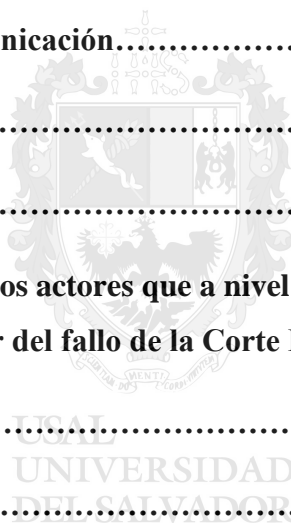 nicación...................
...............................
...............................
os actores que a nivel
r del fallo de la Corte I
...............................
USAL
UNIVERSIDAD
DEL SALVADOR
...............................